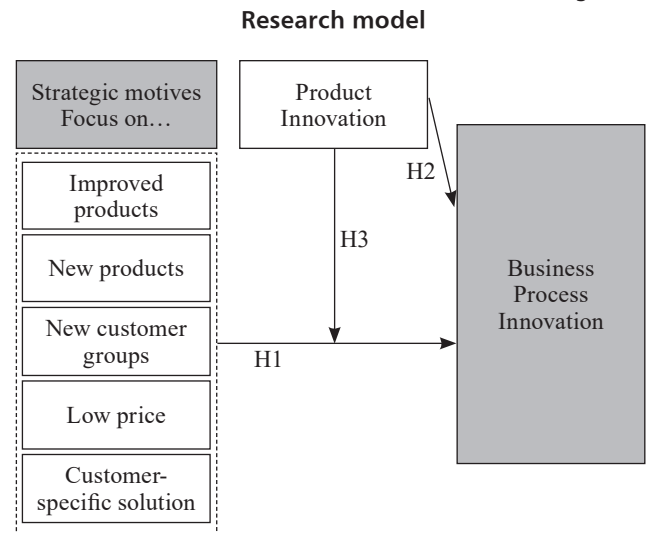 Research model
Strategic motives
Focus on…
Product
Innovation
Improved
products
H2
H3
New products
Business
Process
Innovation
New customer
groups
H1
Low price
Customer-
specific solution